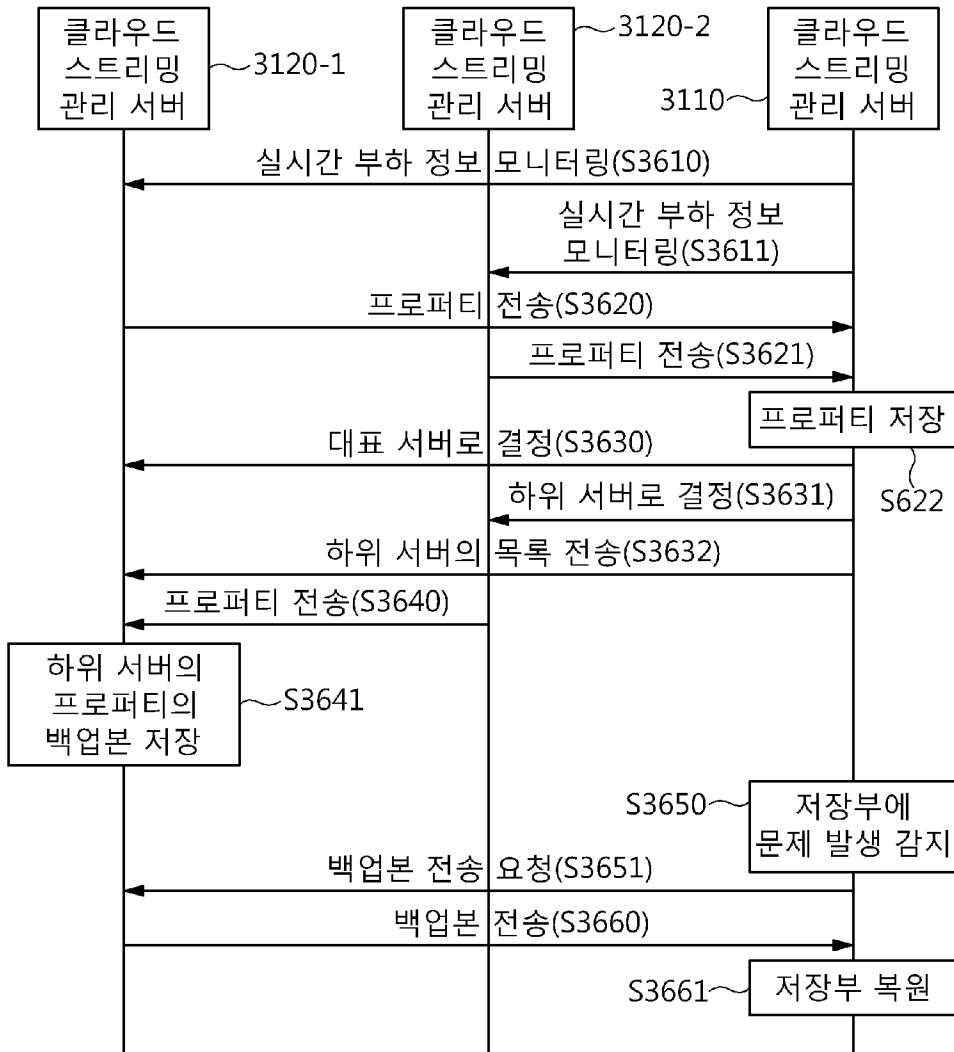 클라우드
스트리밍
관리 서버
3120-1
클라우드
스트리밍
관리 서버
3120-2
클라우드
스트리밍
관리 서버
3110
실시간 부하 정보 모니터링(S3610)
실시간 부하 정보
모니터링(S3611)
프로퍼티 전송(S3620)
프로퍼티 전송(S3621)
프로퍼티 저장
S622
대표 서버로 결정(S3630)
하위 서버로 결정(S3631)
하위 서버의 목록 전송(S3632)
프로퍼티 전송(S3640)
하위 서버의
프로퍼티의
백업본 저장
S3641
S3650
저장부에
문제 발생 감지
백업본 전송 요청(S3651)
백업본 전송(S3660)
S3661
저장부 복원